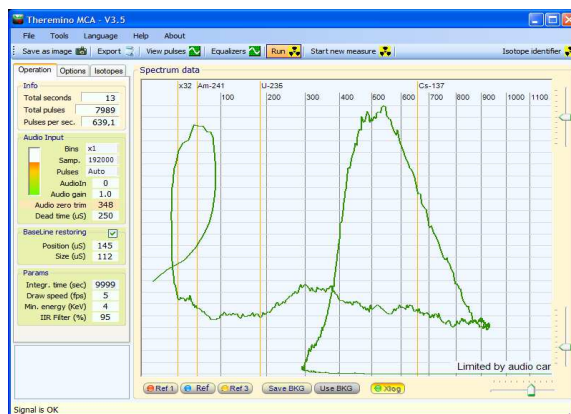 Theremino MCA - V3.5
File Tools Language Help About
Save as image Export View pulses Equalizers Run Start new measure Isotope identifier
Operation Options Isotopes
Info
Total seconds 13
Total pulses 7989
Pulses per sec. 639,1
Audio Input
Bins x1
Samp. 192000
Pulses Auto
AudioIn 0
Audio gain 1.0
Audio zero trim 348
Dead time (uS) 250
BaseLine restoring
Position (uS) 145
Size (uS) 112
Params
Integr. time (sec) 9999
Draw speed (fps) 5
Min. energy (KeV) 4
IIR Filter (%) 95
Spectrum data
x32 Am-241 U-235 Cs-137
100 200 300 400 500 600 700 800 900 1000 1100
Limited by audio car
Ref 1 Ref Ref 3 Save BKG Use BKG Xlog
Signal is OK